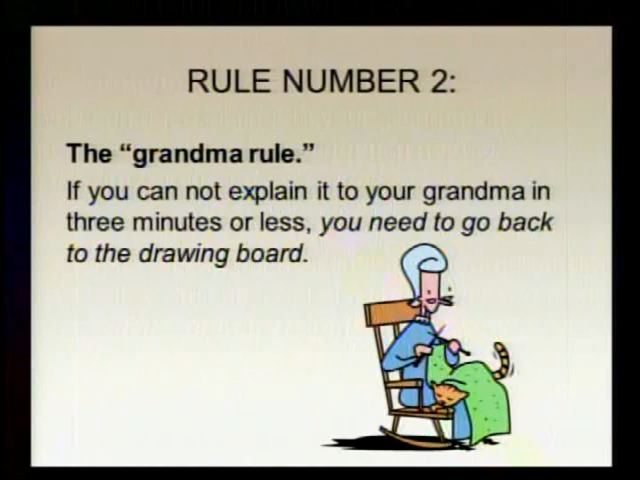 RULE NUMBER 2:
The “grandma rule.”
If you can not explain it to your grandma in
three minutes or less, you need to go back
to the drawing board.